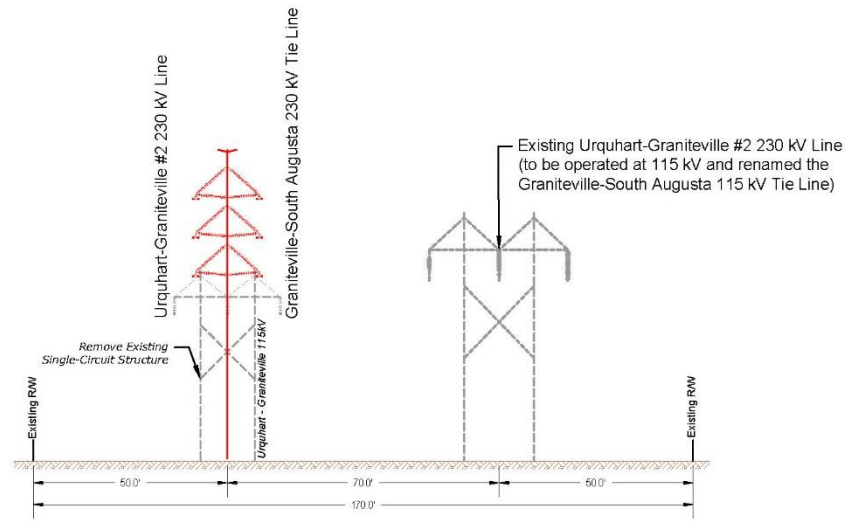 Urquhart-Graniteville #2 230 kV Line
Graniteville-South Augusta 230 kV Tie Line
Existing Urquhart-Graniteville #2 230 kV Line
(to be operated at 115 kV and renamed the
Graniteville-South Augusta 115 kV Tie Line)
Remove Existing
Single-Circuit Structure
Urquhart - Graniteville 115kV
Existing R/W
Existing R/W
50.0'
70.0'
50.0'
170.0'